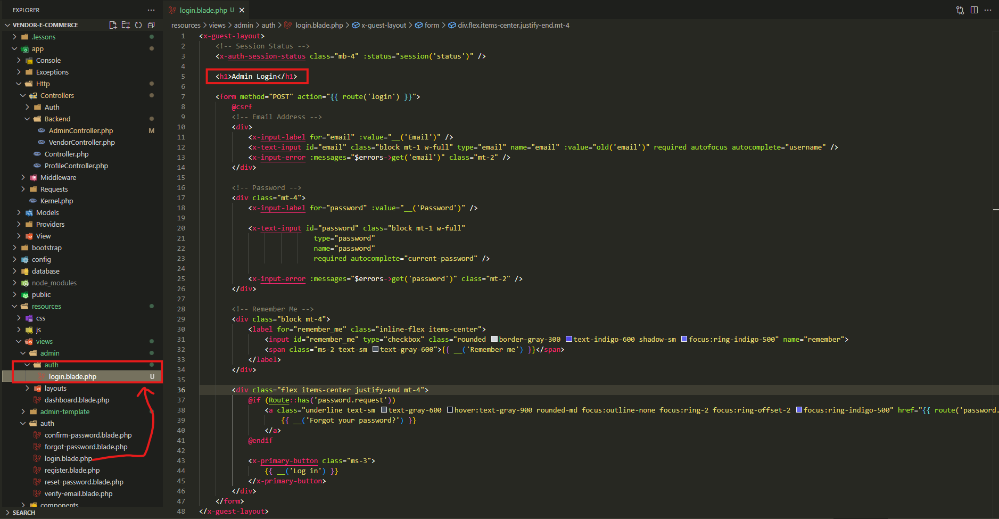 EXPLORER
VENDOR-E-COMMERCE
.lessons
app
Console
Exceptions
Http
Controllers
Auth
Backend
AdminController.php M
VendorController.php
Controller.php
ProfileController.php
Middleware
Requests
Kernel.php
Models
Providers
View
bootstrap
config
database
node_modules
public
resources
css
js
views
admin
auth
login.blade.php U
layouts
dashboard.blade.php
admin-template
auth
confirm-password.blade.php
forgot-password.blade.php
login.blade.php
register.blade.php
reset-password.blade.php
verify-email.blade.php
components
SEARCH
login.blade.php U
resources > views > admin > auth > login.blade.php > x-guest-layout > form > div.flex.items-center.justify-end.mt-4
1 <x-guest-layout>
2 <!-- Session Status -->
3 <x-auth-session-status class="mb-4" :status="session('status')" />
4
5 <h1>Admin Login</h1>
6
7 <form method="POST" action="{{ route('login') }}">
8 @csrf
9 <!-- Email Address -->
10 <div>
11 <x-input-label for="email" :value="__('Email')" />
12 <x-text-input id="email" class="block mt-1 w-full" type="email" name="email" :value="old('email')" required autofocus autocomplete="username" />
13 <x-input-error :messages="$errors->get('email')" class="mt-2" />
14 </div>
15
16 <!-- Password -->
17 <div class="mt-4">
18 <x-input-label for="password" :value="__('Password')" />
19
20 <x-text-input id="password" class="block mt-1 w-full"
21 type="password"
22 name="password"
23 required autocomplete="current-password" />
24
25 <x-input-error :messages="$errors->get('password')" class="mt-2" />
26 </div>
27
28 <!-- Remember Me -->
29 <div class="block mt-4">
30 <label for="remember_me" class="inline-flex items-center">
31 <input id="remember_me" type="checkbox" class="rounded border-gray-300 text-indigo-600 shadow-sm focus:ring-indigo-500" name="remember">
32 <span class="ms-2 text-sm text-gray-600">{{ __('Remember me') }}</span>
33 </label>
34 </div>
35
36 <div class="flex items-center justify-end mt-4">
37 @if (Route::has('password.request'))
38 <a class="underline text-sm text-gray-600 hover:text-gray-900 rounded-md focus:outline-none focus:ring-2 focus:ring-offset-2 focus:ring-indigo-500" href="{{ route('password.
39 {{ __('Forgot your password?') }}
40 </a>
41 @endif
42
43 <x-primary-button class="ms-3">
44 {{ __('Log in') }}
45 </x-primary-button>
46 </div>
47 </form>
48 </x-guest-layout>